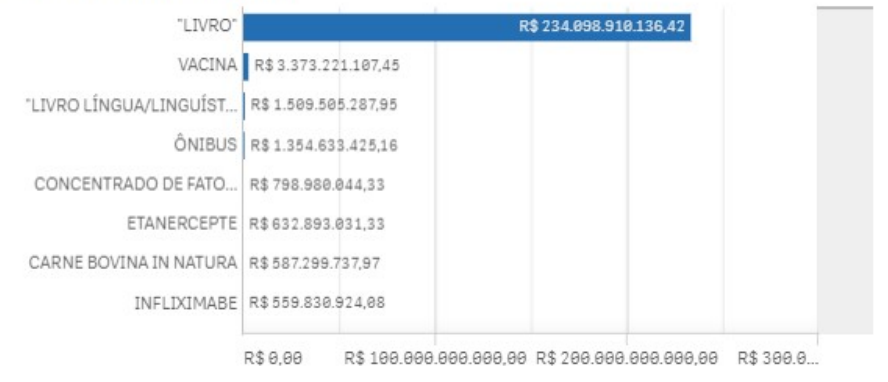 "LIVRO" R$ 234.098.910.136,42
VACINA R$ 3.373.221.107,45
"LIVRO LÍNGUA/LINGUÍST... R$ 1.509.505.287,95
ÔNIBUS R$ 1.354.633.425,16
CONCENTRADO DE FATO... R$ 798.980.044,33
ETANERCEPTE R$ 632.893.031,33
CARNE BOVINA IN NATURA R$ 587.299.737,97
INFLIXIMABE R$ 559.830.924,08
R$ 0,00 R$ 100.000.000.000,00 R$ 200.000.000.000,00 R$ 300.0...